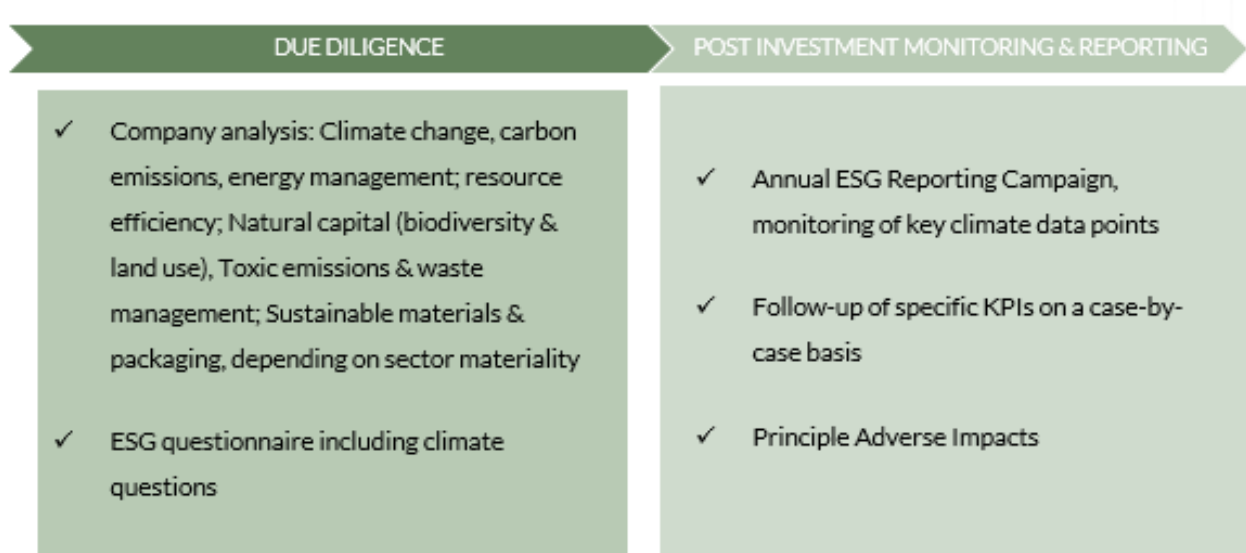 DUE DILIGENCE
POST INVESTMENT MONITORING & REPORTING
✓ Company analysis: Climate change, carbon
emissions, energy management; resource
efficiency; Natural capital (biodiversity &
land use), Toxic emissions & waste
management; Sustainable materials &
packaging, depending on sector materiality
✓ ESG questionnaire including climate
questions
✓ Annual ESG Reporting Campaign,
monitoring of key climate data points
✓ Follow-up of specific KPIs on a case-by-
case basis
✓ Principle Adverse Impacts